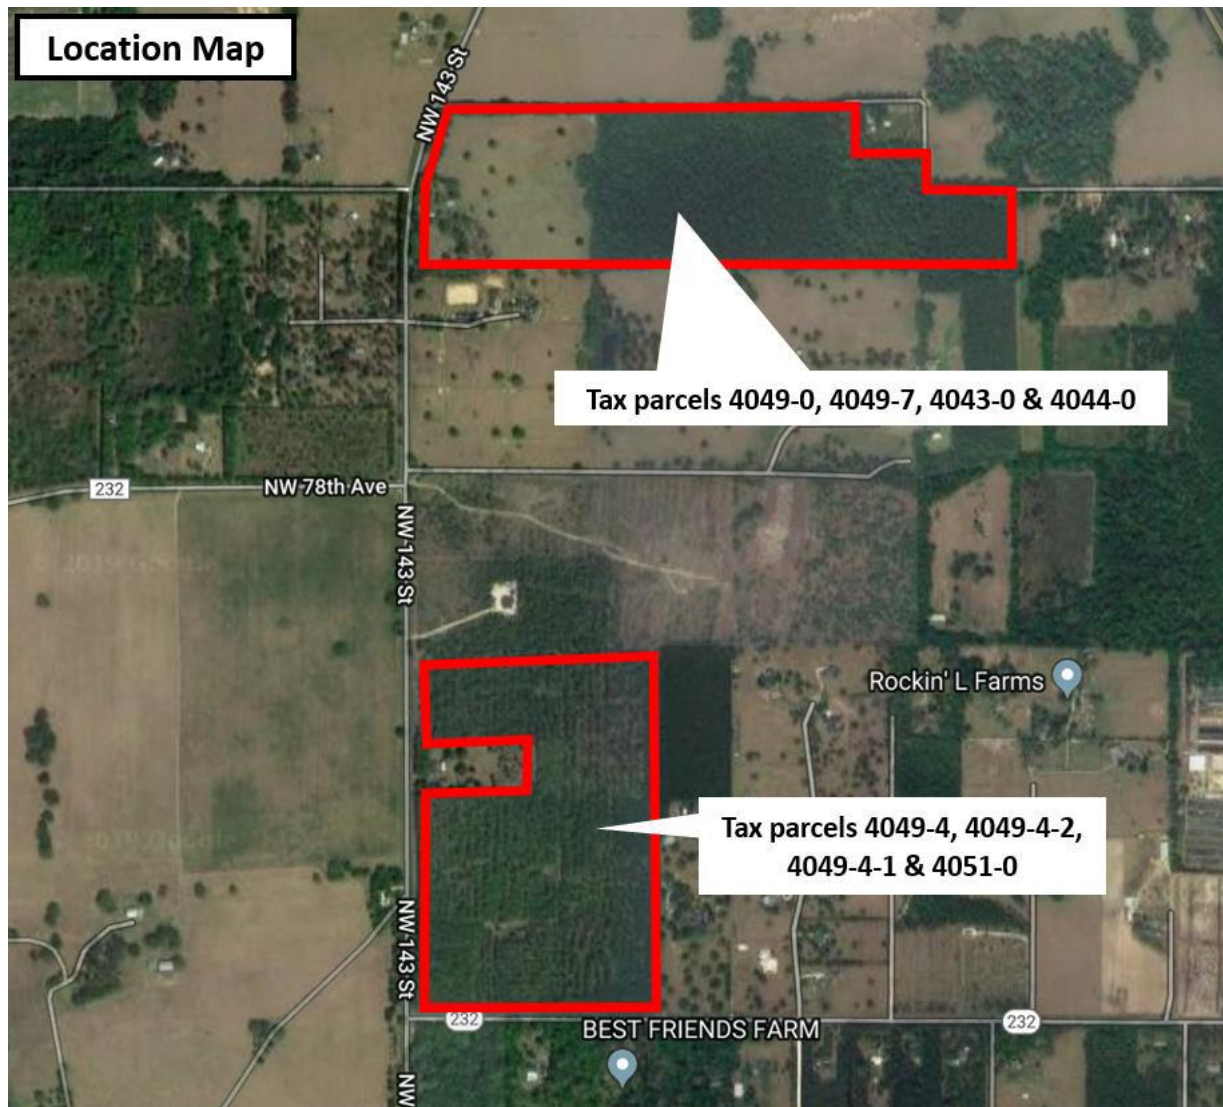 Location Map
NW 143 St
Tax parcels 4049-0, 4049-7, 4043-0 & 4044-0
232
NW 78th Ave
NW 143 St
Rockin' L Farms
Tax parcels 4049-4, 4049-4-2,
4049-4-1 & 4051-0
NW 143 St
232
232
BEST FRIENDS FARM
NW